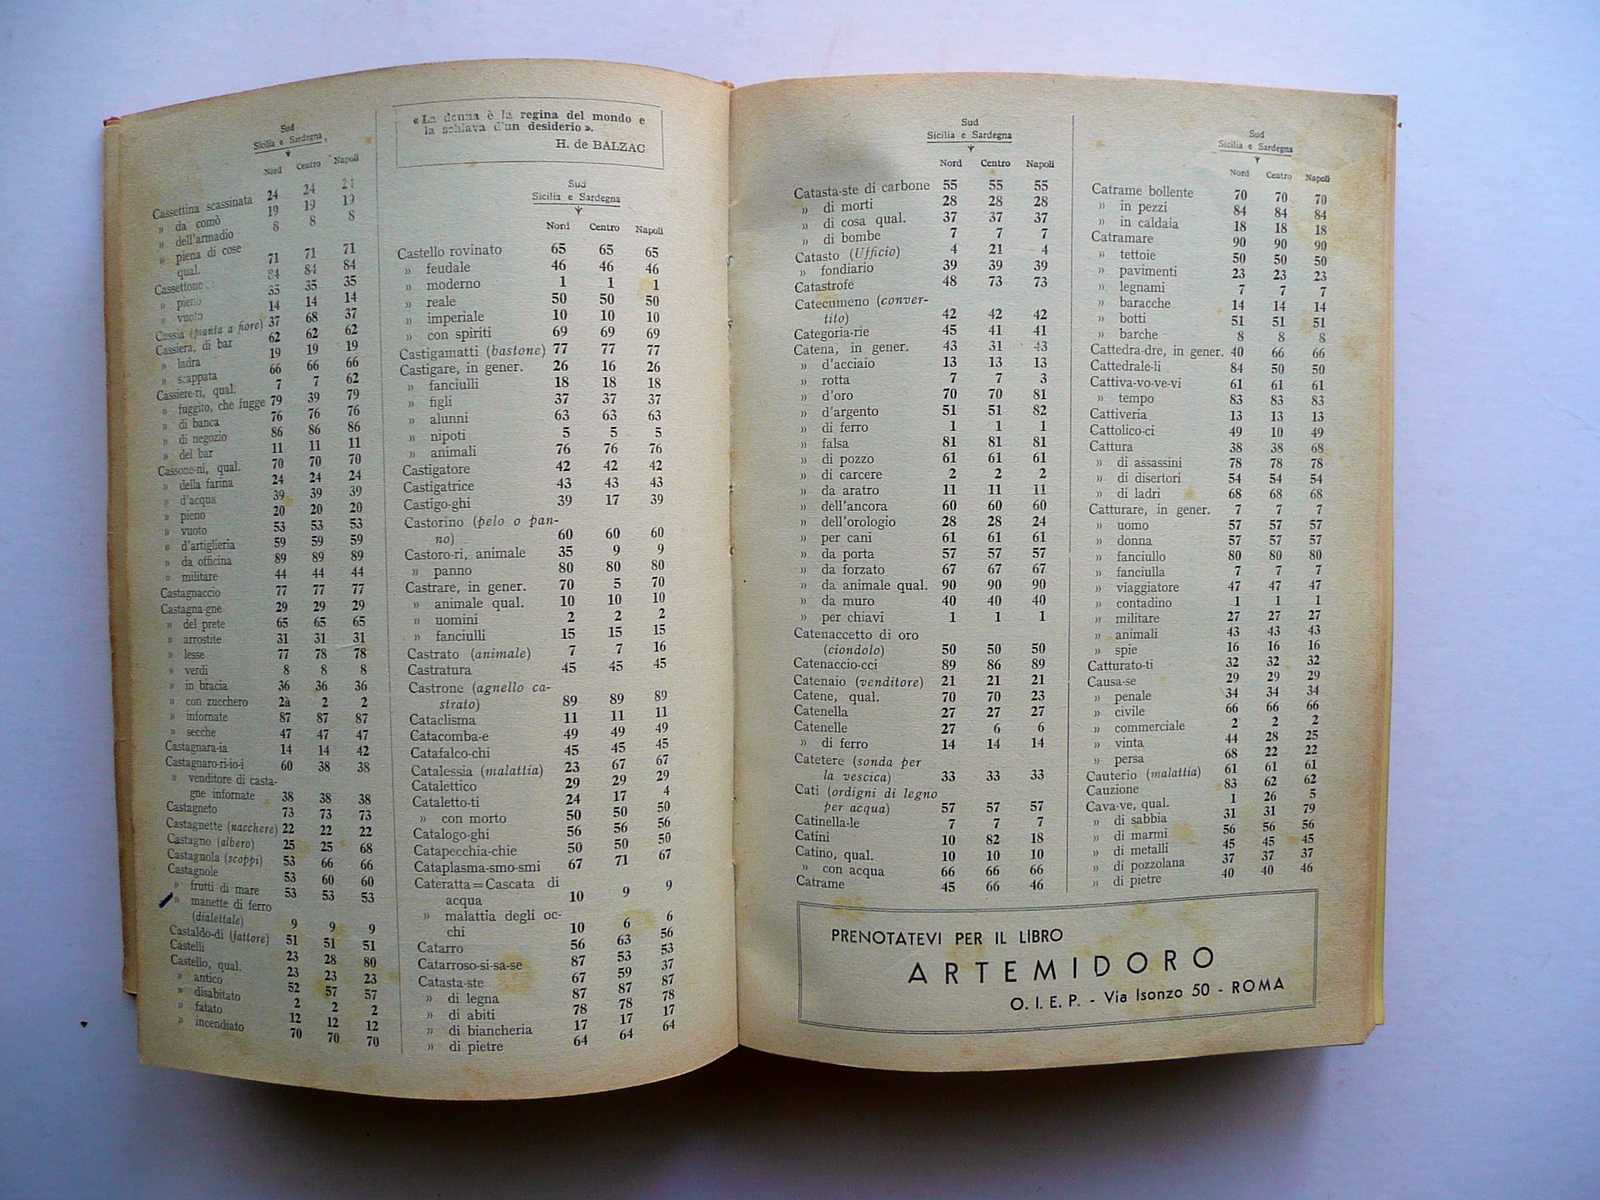 Sud
Sicilia e Sardegna
Nord Centro Napoli
Cassettina scassinata 24 24 21
» da comò 19 19 19
» dell'armadio 8 8 8
» piena di cose
qual. 71 71 71
Cassettone 84 84 84
» pieno 35 35 35
» vuoto 14 14 14
Cassia (pianta a fiore) 37 68 37
Cassiera, di bar 62 62 62
» ladra 19 19 19
» scappata 66 66 66
Cassiere-ri, qual. 7 7 62
» fuggito, che fugge 79 39 79
» di banca 76 76 76
» di negozio 86 86 86
» del bar 11 11 11
Cassone-ni, qual. 70 70 70
» della farina 24 24 24
» d'acqua 39 39 39
» pieno 20 20 20
» vuoto 53 53 53
» d'artiglieria 59 59 59
» da officina 89 89 89
» militare 44 44 44
Castagnaccio 77 77 77
Castagna-gne 29 29 29
» del prete 65 65 65
» arrostite 31 31 31
» lesse 77 78 78
» verdi 8 8 8
» in bracia 36 36 36
» con zucchero 2à 2 2
» infornate 87 87 87
» secche 47 47 47
Castagnara-ia 14 14 42
Castagnaro-ri-io-i 60 38 38
» venditore di casta-
gne infornate 38 38 38
Castagneto 73 73 73
Castagnette (nacchere) 22 22 22
Castagno (albero) 25 25 68
Castagnola (scoppi) 53 66 66
Castagnole 53 60 60
» frutti di mare 53 53 53
» manette di ferro
(dialettale) 9 9 9
Castaldo-di (fattore) 51 51 51
Castelli 23 28 80
Castello, qual. 23 23 23
» antico 52 57 57
» disabitato 2 2 2
» fatato 12 12 12
» incendiato 70 70 70
« La donna è la regina del mondo e
la schiava d'un desiderio ».
H. de BALZAC
Sud
Sicilia e Sardegna
Nord Centro Napoli
Castello rovinato 65 65 65
» feudale 46 46 46
» moderno 1 1 1
» reale 50 50 50
» imperiale 10 10 10
» con spiriti 69 69 69
Castigamatti (bastone) 77 77 77
Castigare, in gener. 26 16 26
» fanciulli 18 18 18
» figli 37 37 37
» alunni 63 63 63
» nipoti 5 5 5
» animali 76 76 76
Castigatore 42 42 42
Castigatrice 43 43 43
Castigo-ghi 39 17 39
Castorino (pelo o pan-
no) 60 60 60
Castoro-ri, animale 35 9 9
» panno 80 80 80
Castrare, in gener. 70 5 70
» animale qual. 10 10 10
» uomini 2 2 2
» fanciulli 15 15 15
Castrato (animale) 7 7 16
Castratura 45 45 45
Castrone (agnello ca-
strato) 89 89 89
Cataclisma 11 11 11
Catacomba-e 49 49 49
Catafalco-chi 45 45 45
Catalessia (malattia) 23 67 67
Catalettico 29 29 29
Cataletto-ti 24 17 4
» con morto 50 50 50
Catalogo-ghi 56 56 56
Catapecchia-chie 50 50 50
Cataplasma-smo-smi 67 71 67
Cateratta = Cascata di
acqua 10 9 9
» malattia degli oc-
chi 10 6 6
Catarro 56 63 56
Catarroso-si-sa-se 87 53 53
Catasta-ste 67 59 37
» di legna 87 87 87
» di abiti 78 78 78
» di biancheria 17 17 17
» di pietre 64 64 64
Sud
Sicilia e Sardegna
Nord Centro Napoli
Catasta-ste di carbone 55 55 55
» di morti 28 28 28
» di cosa qual. 37 37 37
» di bombe 7 7 7
Catasto (Ufficio) 4 21 4
» fondiario 39 39 39
Catastrofe 48 73 73
Catecumeno (conver-
tito) 42 42 42
Categoria-rie 45 41 41
Catena, in gener. 43 31 43
» d'acciaio 13 13 13
» rotta 7 7 3
» d'oro 70 70 81
» d'argento 51 51 82
» di ferro 1 1 1
» falsa 81 81 81
» di pozzo 61 61 61
» di carcere 2 2 2
» da aratro 11 11 11
» dell'ancora 60 60 60
» dell'orologio 28 28 24
» per cani 61 61 61
» da porta 57 57 57
» da forzato 67 67 67
» da animale qual. 90 90 90
» da muro 40 40 40
» per chiavi 1 1 1
Catenaccetto di oro
(ciondolo) 50 50 50
Catenaccio-cci 89 86 89
Catenaio (venditore) 21 21 21
Catene, qual. 70 70 23
Catenella 27 27 27
Catenelle 27 6 6
» di ferro 14 14 14
Catetere (sonda per
la vescica) 33 33 33
Cati (ordigni di legno
per acqua) 57 57 57
Catinella-le 7 7 7
Catini 10 82 18
Catino, qual. 10 10 10
» con acqua 66 66 66
Catrame 45 66 46
Sud
Sicilia e Sardegna
Nord Centro Napoli
Catrame bollente 70 70 70
» in pezzi 84 84 84
» in caldaia 18 18 18
Catramare 90 90 90
» tettoie 50 50 50
» pavimenti 23 23 23
» legnami 7 7 7
» baracche 14 14 14
» botti 51 51 51
» barche 8 8 8
Cattedra-dre, in gener. 40 66 66
Cattedrale-li 84 50 50
Cattiva-vo-ve-vi 61 61 61
» tempo 83 83 83
Cattiveria 13 13 13
Cattolico-ci 49 10 49
Cattura 38 38 68
» di assassini 78 78 78
» di disertori 54 54 54
» di ladri 68 68 68
Catturare, in gener. 7 7 7
» uomo 57 57 57
» donna 57 57 57
» fanciullo 80 80 80
» fanciulla 7 7 7
» viaggiatore 47 47 47
» contadino 1 1 1
» militare 27 27 27
» animali 43 43 43
» spie 16 16 16
Catturato-ti 32 32 32
Causa-se 29 29 29
» penale 34 34 34
» civile 66 66 66
» commerciale 2 2 2
» vinta 44 28 25
» persa 68 22 22
Cauterio (malattia) 61 61 61
Cauzione 83 62 62
Cava-ve, qual. 1 26 5
» di sabbia 31 31 79
» di marmi 56 56 56
» di metalli 45 45 45
» di pozzolana 37 37 37
» di pietre 40 40 46
PRENOTATEVI PER IL LIBRO
ARTEMIDORO
O.I.E.P. - Via Isonzo 50 - ROMA